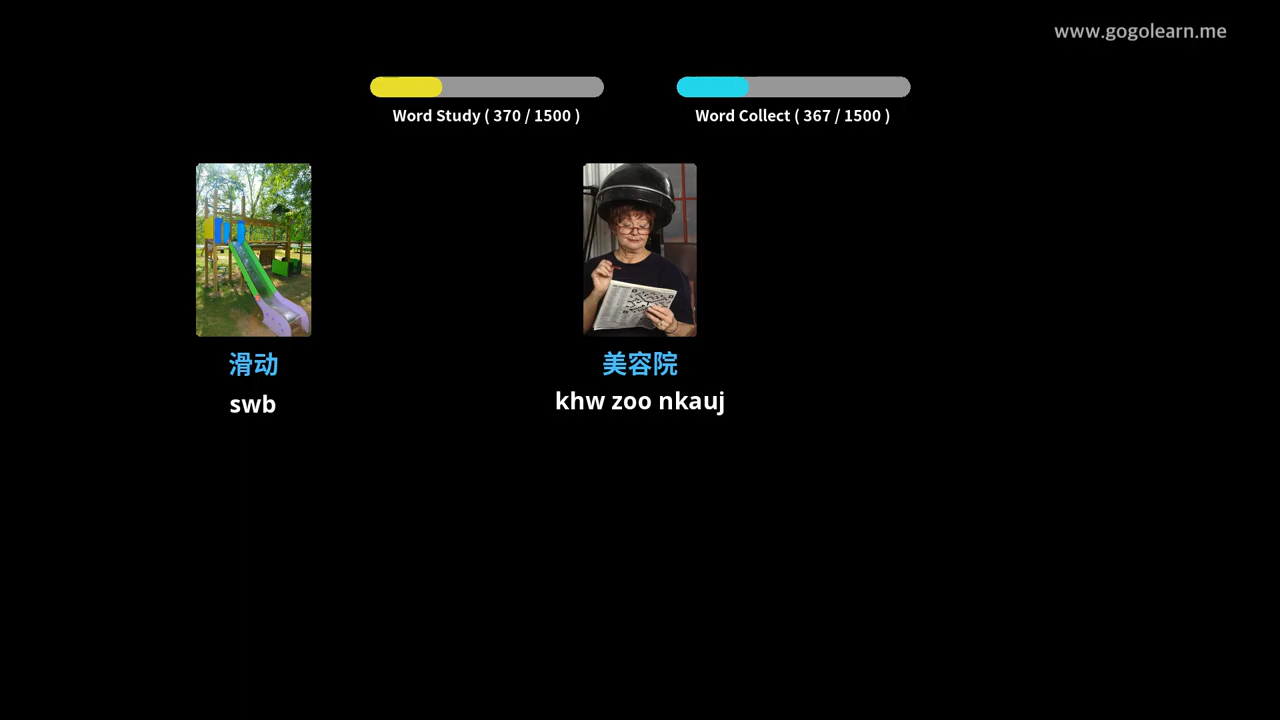 www.gogolearn.me
Word Study ( 370 / 1500 )
Word Collect ( 367 / 1500 )
滑动
美容院
swb
khw zoo nkauj